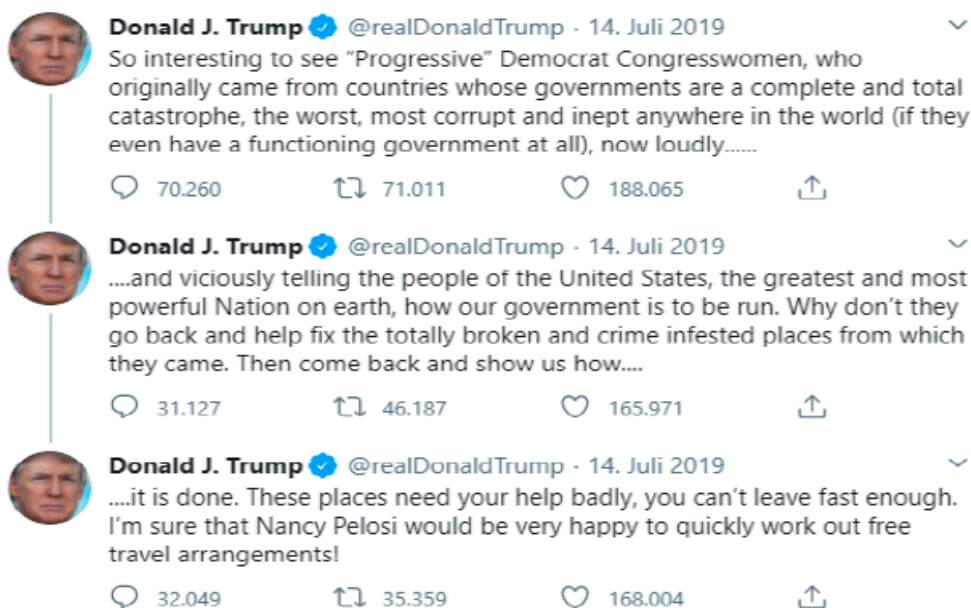 Donald J. Trump @realDonaldTrump · 14. Juli 2019
So interesting to see “Progressive” Democrat Congresswomen, who
originally came from countries whose governments are a complete and total
catastrophe, the worst, most corrupt and inept anywhere in the world (if they
even have a functioning government at all), now loudly......
70.260 71.011 188.065
Donald J. Trump @realDonaldTrump · 14. Juli 2019
....and viciously telling the people of the United States, the greatest and most
powerful Nation on earth, how our government is to be run. Why don’t they
go back and help fix the totally broken and crime infested places from which
they came. Then come back and show us how....
31.127 46.187 165.971
Donald J. Trump @realDonaldTrump · 14. Juli 2019
....it is done. These places need your help badly, you can’t leave fast enough.
I’m sure that Nancy Pelosi would be very happy to quickly work out free
travel arrangements!
32.049 35.359 168.004